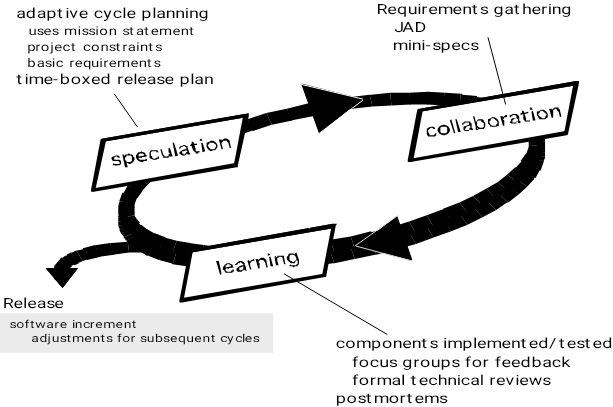 adaptive cycle planning
uses mission statement
project constraints
basic requirements
time-boxed release plan
Requirements gathering
JAD
mini-specs
speculation
collaboration
learning
Release
software increment
adjustments for subsequent cycles
components implemented/tested
focus groups for feedback
formal technical reviews
postmortems